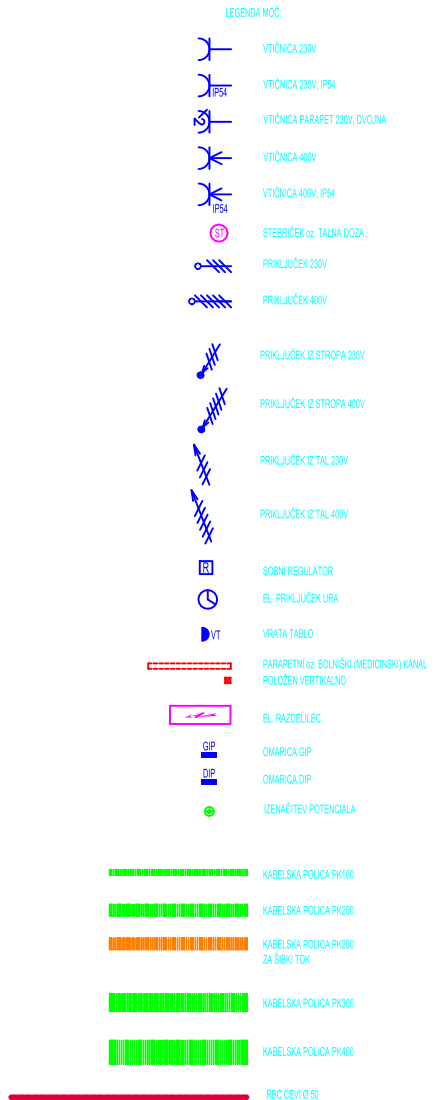 LEGENDA MOČ:
VTIČNICA 230V
IP54 VTIČNICA 230V; IP54
2 VTIČNICA PARAPET 230V; DVOJNA
VTIČNICA 400V
IP54 VTIČNICA 400V; IP54
ST STEBRIČEK oz. TALNA DOZA
PRIKLJUČEK 230V
PRIKLJUČEK 400V
PRIKLJUČEK IZ STROPA 230V
PRIKLJUČEK IZ STROPA 400V
PRIKLJUČEK IZ TAL 230V
PRIKLJUČEK IZ TAL 400V
R SOBNI REGULATOR
EL. PRIKLJUČEK URA
VT VRATA TABLO
PARAPETNI oz. BOLNIŠKI (MEDICINSKI) KANAL
POLOŽEN VERTIKALNO
EL. RAZDELILEC
GIP OMARICA GIP
DIP OMARICA DIP
IZENAČITEV POTENCIALA
KABELSKA POLICA PK100
KABELSKA POLICA PK200
KABELSKA POLICA PK200
ZA ŠIBKI TOK
KABELSKA POLICA PK300
KABELSKA POLICA PK400
RBC CEVI Ø 50